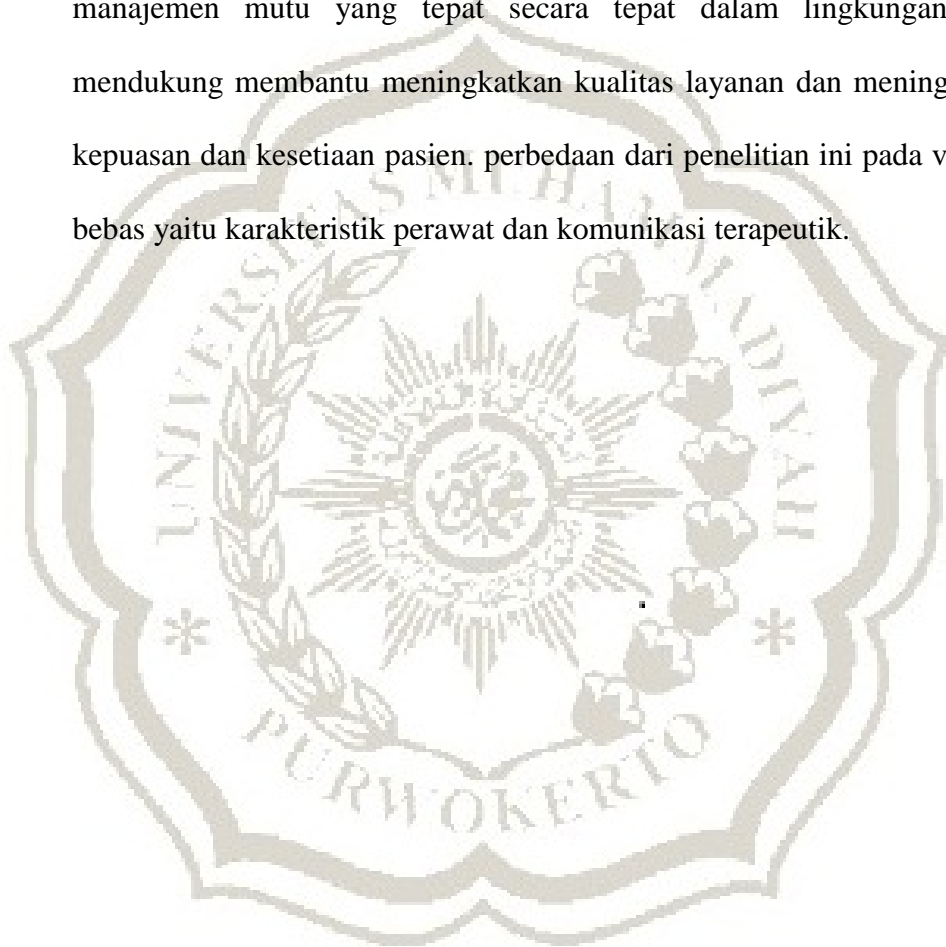 manajemen mutu yang tepat secara tepat dalam lingkungan
mendukung membantu meningkatkan kualitas layanan dan mening
kepuasan dan kesetiaan pasien. perbedaan dari penelitian ini pada v
bebas yaitu karakteristik perawat dan komunikasi terapeutik.
UNIVERSITAS MUHAMMADIYAH
PURWOKERTO